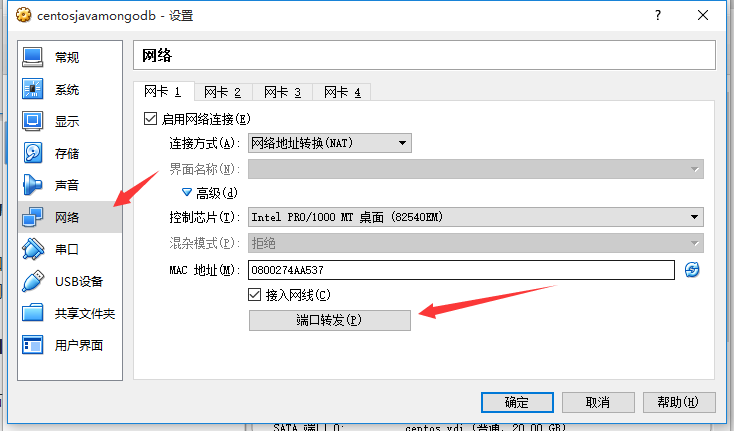 centosjavamongodb - 设置
?
常规
系统
显示
存储
声音
网络
串口
USB设备
共享文件夹
用户界面
网络
网卡 1 网卡 2 网卡 3 网卡 4
启用网络连接(E)
连接方式(A): 网络地址转换(NAT)
界面名称(N):
高级(d)
控制芯片(T): Intel PRO/1000 MT 桌面 (82540EM)
混杂模式(P): 拒绝
MAC 地址(M): 0800274AA537
接入网线(C)
端口转发(P)
确定 取消 帮助(H)
SATA 端口 0: centos.vdi (普通, 20.00 GB)